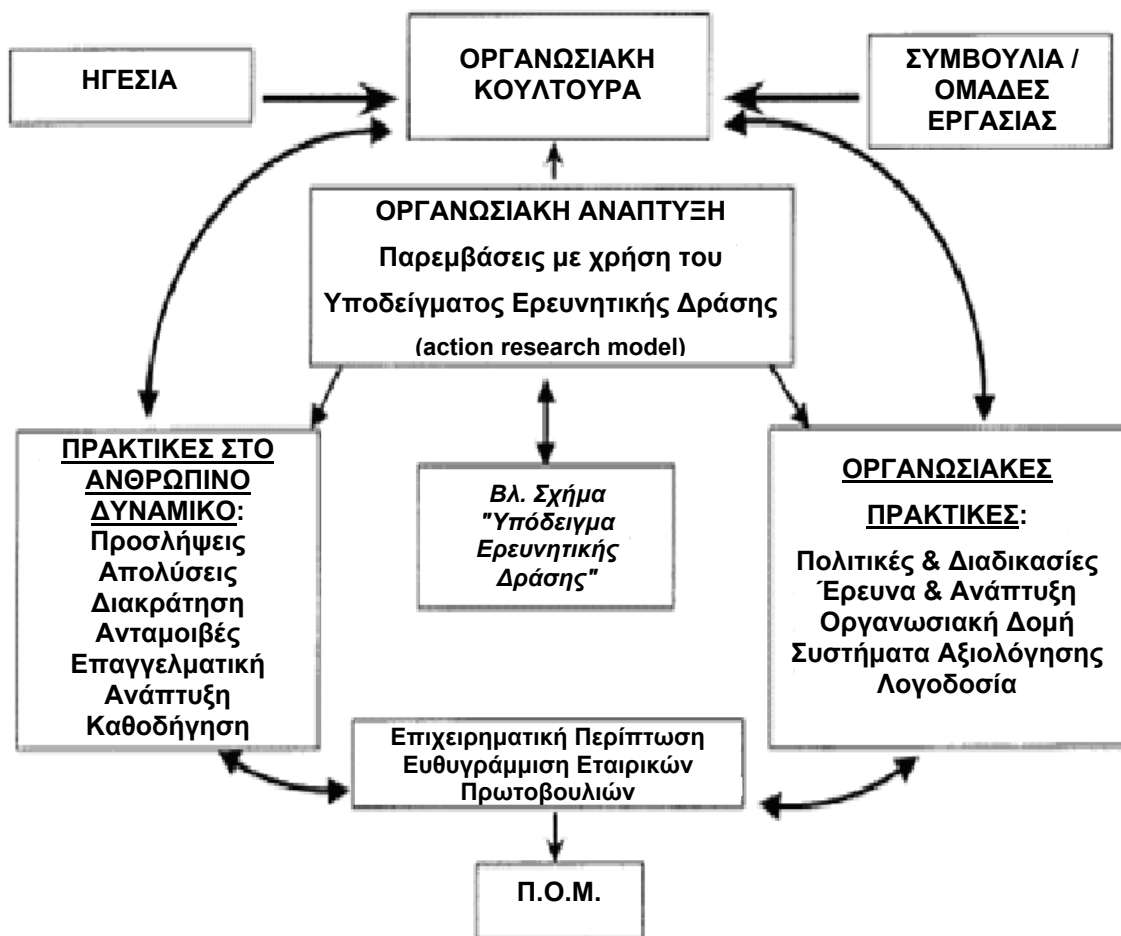 ΗΓΕΣΙΑ
ΟΡΓΑΝΩΣΙΑΚΗ
ΚΟΥΛΤΟΥΡΑ
ΣΥΜΒΟΥΛΙΑ /
ΟΜΑΔΕΣ
ΕΡΓΑΣΙΑΣ
ΟΡΓΑΝΩΣΙΑΚΗ ΑΝΑΠΤΥΞΗ
Παρεμβάσεις με χρήση του
Υποδείγματος Ερευνητικής Δράσης
(action research model)
ΠΡΑΚΤΙΚΕΣ ΣΤΟ
ΑΝΘΡΩΠΙΝΟ
ΔΥΝΑΜΙΚΟ:
Προσλήψεις
Απολύσεις
Διακράτηση
Ανταμοιβές
Επαγγελματική
Ανάπτυξη
Καθοδήγηση
Βλ. Σχήμα
"Υπόδειγμα
Ερευνητικής
Δράσης"
ΟΡΓΑΝΩΣΙΑΚΕΣ
ΠΡΑΚΤΙΚΕΣ:
Πολιτικές & Διαδικασίες
Έρευνα & Ανάπτυξη
Οργανωσιακή Δομή
Συστήματα Αξιολόγησης
Λογοδοσία
Επιχειρηματική Περίπτωση
Ευθυγράμμιση Εταιρικών
Πρωτοβουλιών
Π.Ο.Μ.